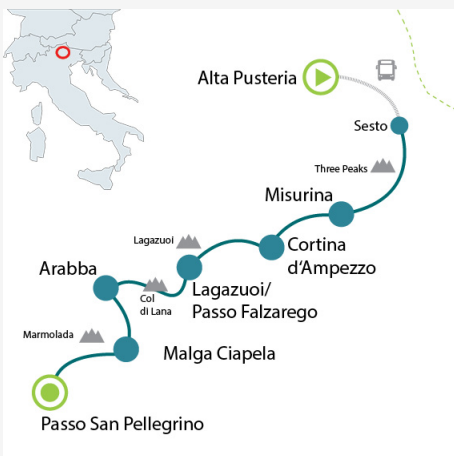 Alta Pusteria
Sesto
Three Peaks
Misurina
Lagazuoi
Cortina
d‘Ampezzo
Arabba
Lagazuoi/
Passo Falzarego
Col
di Lana
Marmolada
Malga Ciapela
Passo San Pellegrino